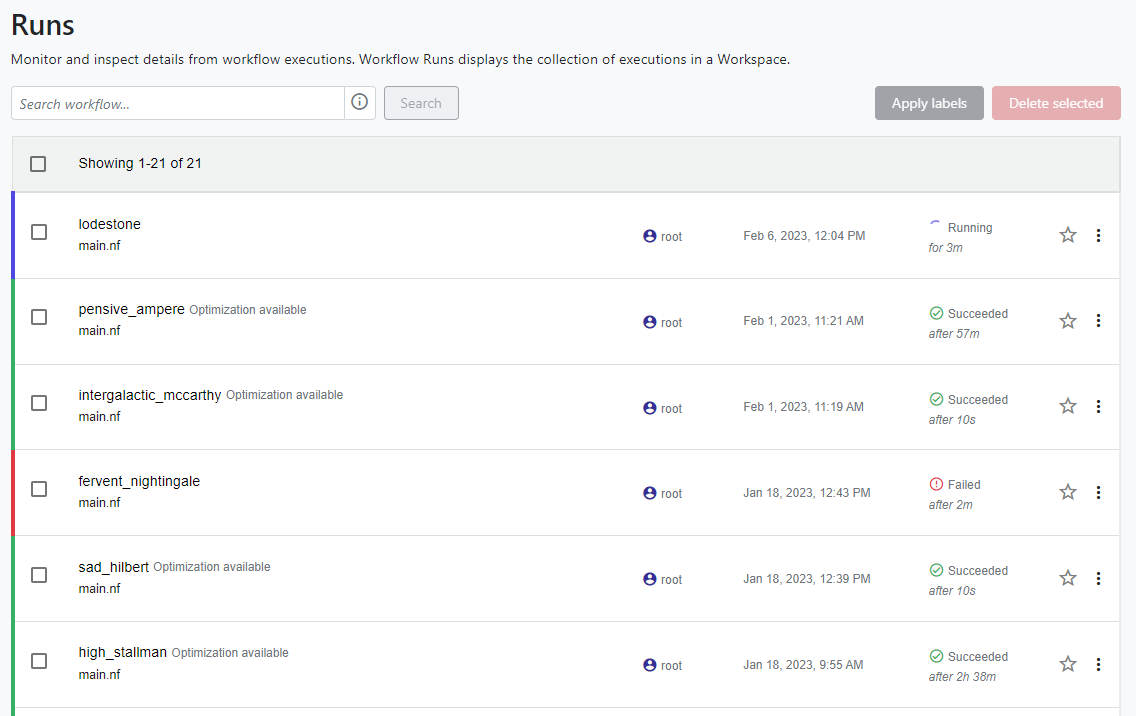 Runs
Monitor and inspect details from workflow executions. Workflow Runs displays the collection of executions in a Workspace.
Search workflow...
Search
Apply labels
Delete selected
Showing 1-21 of 21
lodestone
main.nf
root
Feb 6, 2023, 12:04 PM
Running
for 3m
pensive_ampere Optimization available
main.nf
root
Feb 1, 2023, 11:21 AM
Succeeded
after 57m
intergalactic_mccarthy Optimization available
main.nf
root
Feb 1, 2023, 11:19 AM
Succeeded
after 10s
fervent_nightingale
main.nf
root
Jan 18, 2023, 12:43 PM
Failed
after 2m
sad_hilbert Optimization available
main.nf
root
Jan 18, 2023, 12:39 PM
Succeeded
after 10s
high_stallman Optimization available
main.nf
root
Jan 18, 2023, 9:55 AM
Succeeded
after 2h 38m